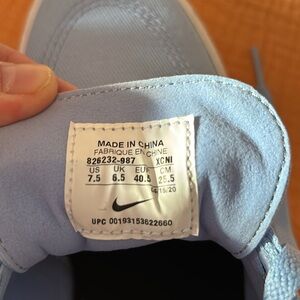 MADE IN CHINA
FABRIQUE EN CHINE
826232-987 XCNI
US UK EUR CM
7.5 6.5 40.5 25.5
UPC 00193153622660